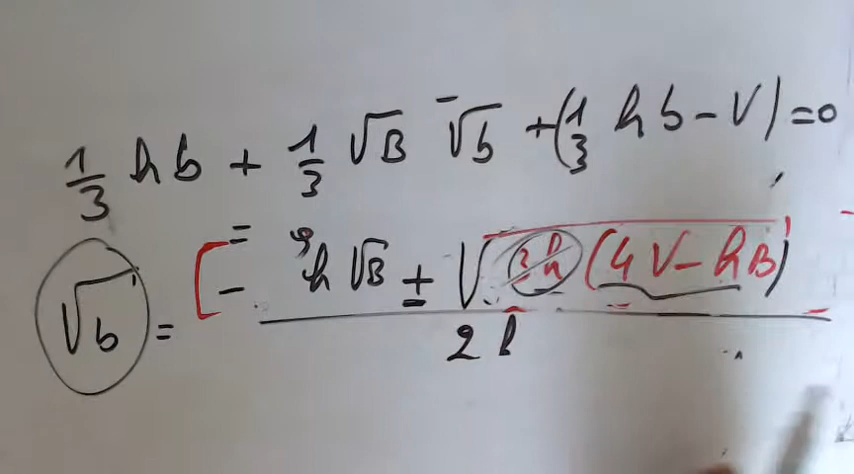 1/3 h b + 1/3 √B √b + (1/3 h b - V) = 0
√b = - h √B ± √3h (4V - hB) / 2h